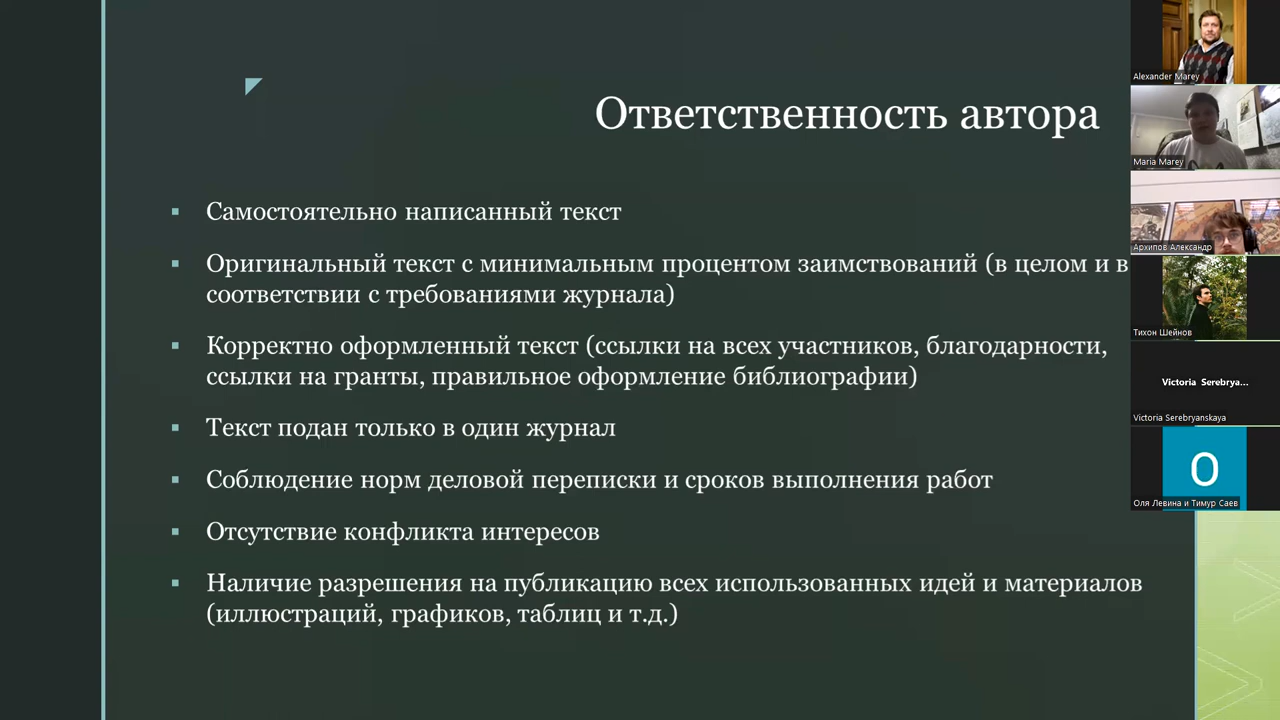 Ответственность автора
Самостоятельно написанный текст
Оригинальный текст с минимальным процентом заимствований (в целом и в
соответствии с требованиями журнала)
Корректно оформленный текст (ссылки на всех участников, благодарности,
ссылки на гранты, правильное оформление библиографии)
Текст подан только в один журнал
Соблюдение норм деловой переписки и сроков выполнения работ
Отсутствие конфликта интересов
Наличие разрешения на публикацию всех использованных идей и материалов
(иллюстраций, графиков, таблиц и т.д.)
Alexander Marey
Maria Marey
Архипов Александр
Тихон Шейнов
Victoria Serebrya...
Victoria Serebryanskaya
О
Оля Левина и Тимур Саев